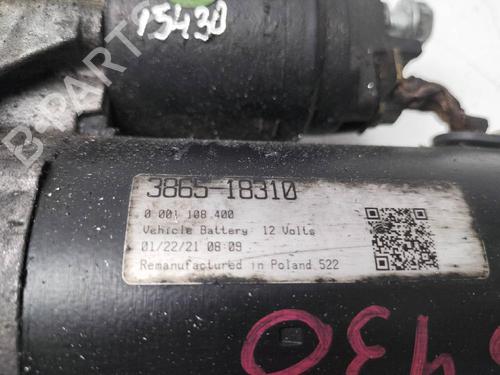 15430
B-PARTS
3865-18310
0 001 108 400
Vehicle Battery 12 Volts
01/22/21 08:09
Remanufactured in Poland 522
5430